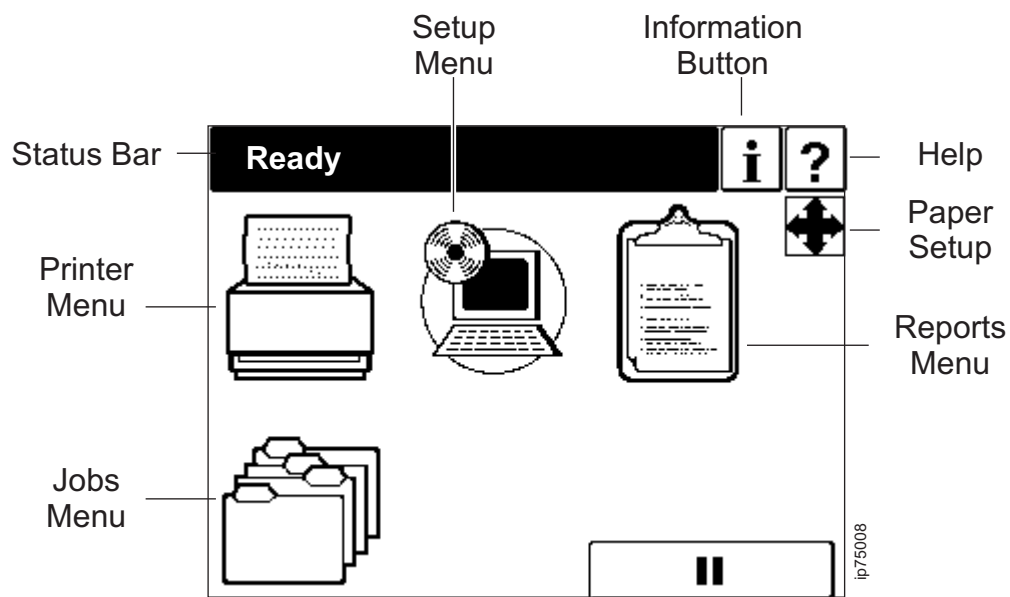 Setup
Menu
Information
Button
Status Bar
Ready
i
?
Help
Paper
Setup
Printer
Menu
Reports
Menu
Jobs
Menu
ip75008